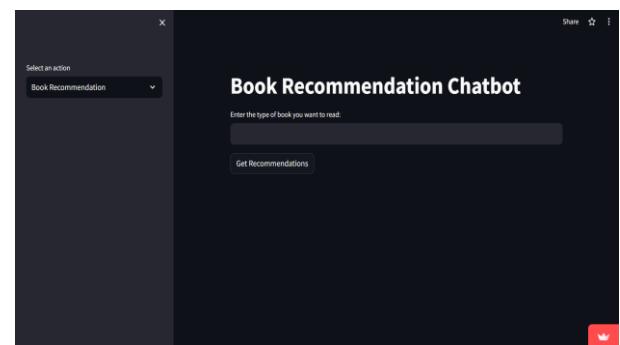 Share
Select an action
Book Recommendation
Book Recommendation Chatbot
Enter the type of book you want to read:
Get Recommendations